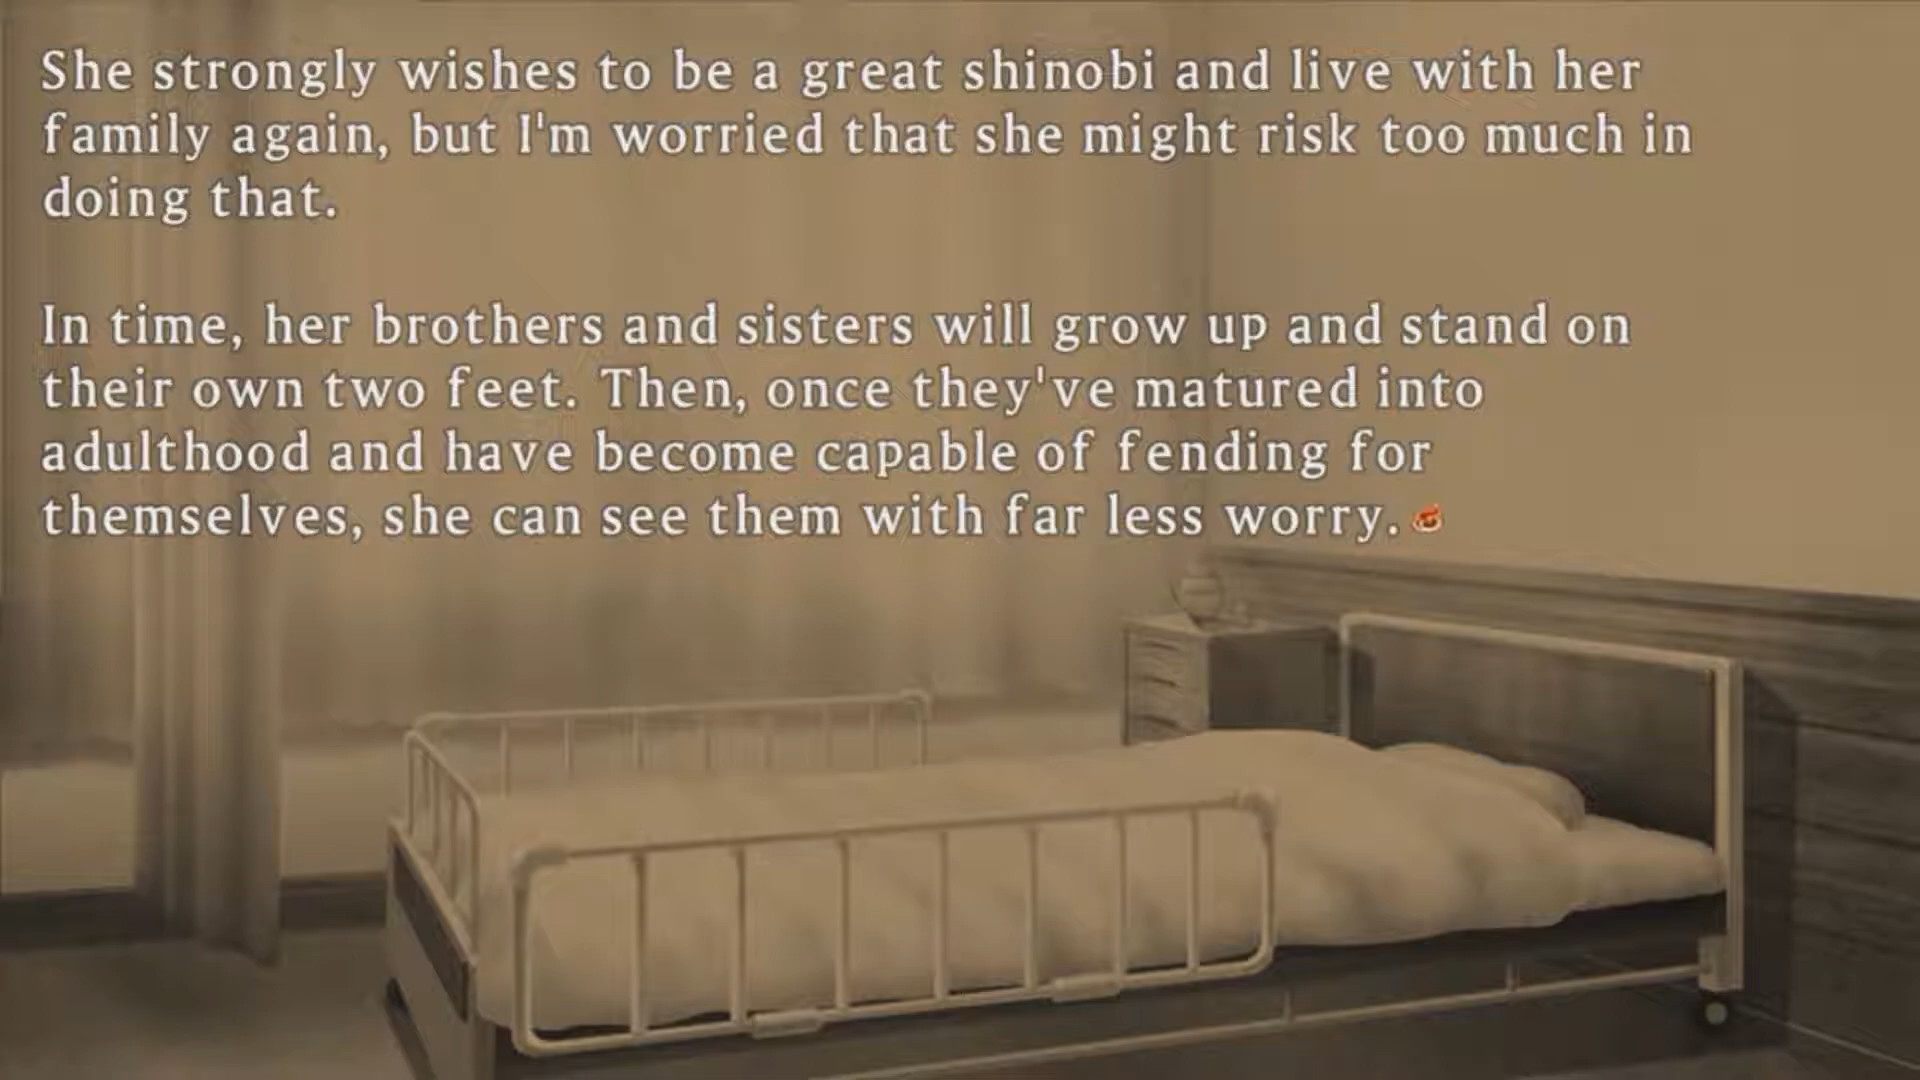 She strongly wishes to be a great shinobi and live with her
family again, but I'm worried that she might risk too much in
doing that.
In time, her brothers and sisters will grow up and stand on
their own two feet. Then, once they've matured into
adulthood and have become capable of fending for
themselves, she can see them with far less worry.